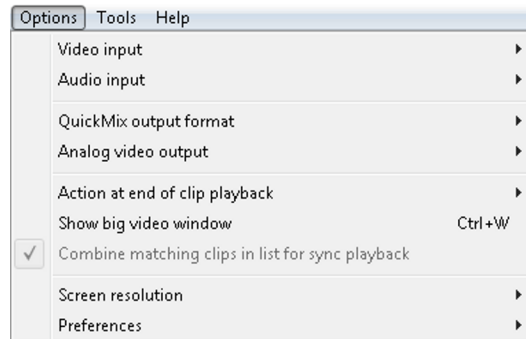 Options Tools Help
Video input
Audio input
QuickMix output format
Analog video output
Action at end of clip playback
Show big video window Ctrl+W
Combine matching clips in list for sync playback
Screen resolution
Preferences